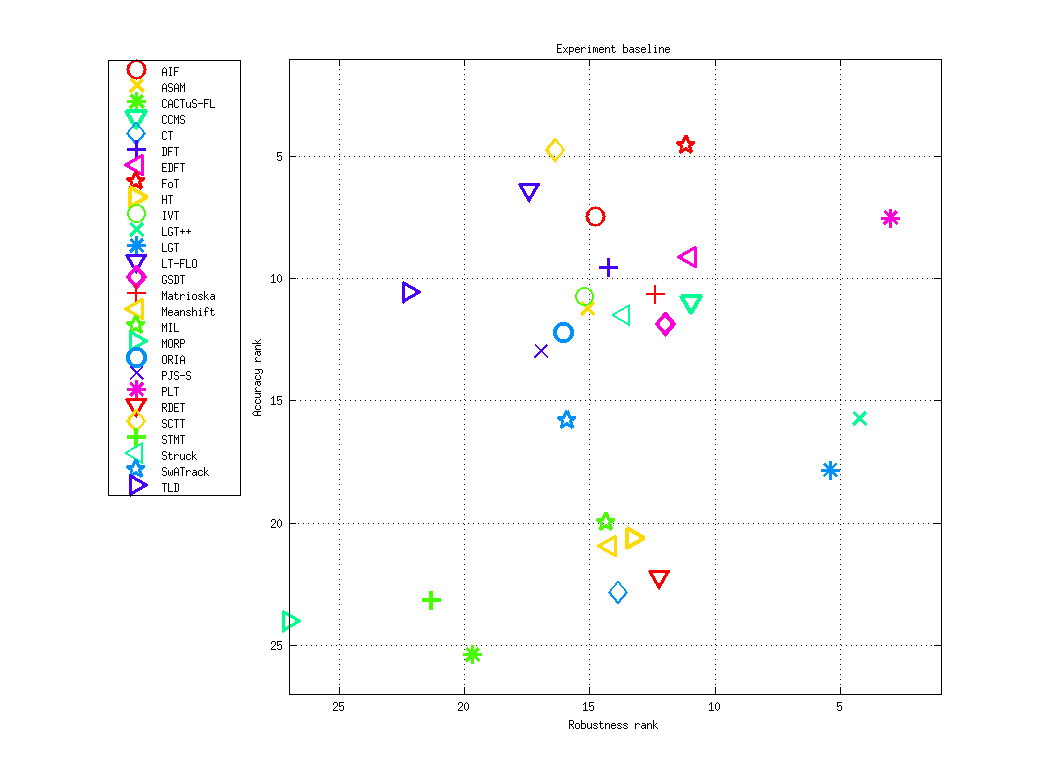 Experiment baseline
AIF
ASAM
CACTuS-FL
CCMS
CT
DFT
EDFT
FoT
HT
IVT
LGT++
LGT
LT-FLO
GSDT
Matrioska
Meanshift
MIL
MORP
ORIA
PJS-S
PLT
RDET
SCTT
STMT
Struck
SwATrack
TLD
Accuracy rank
5
10
15
20
25
25 20 15 10 5
Robustness rank